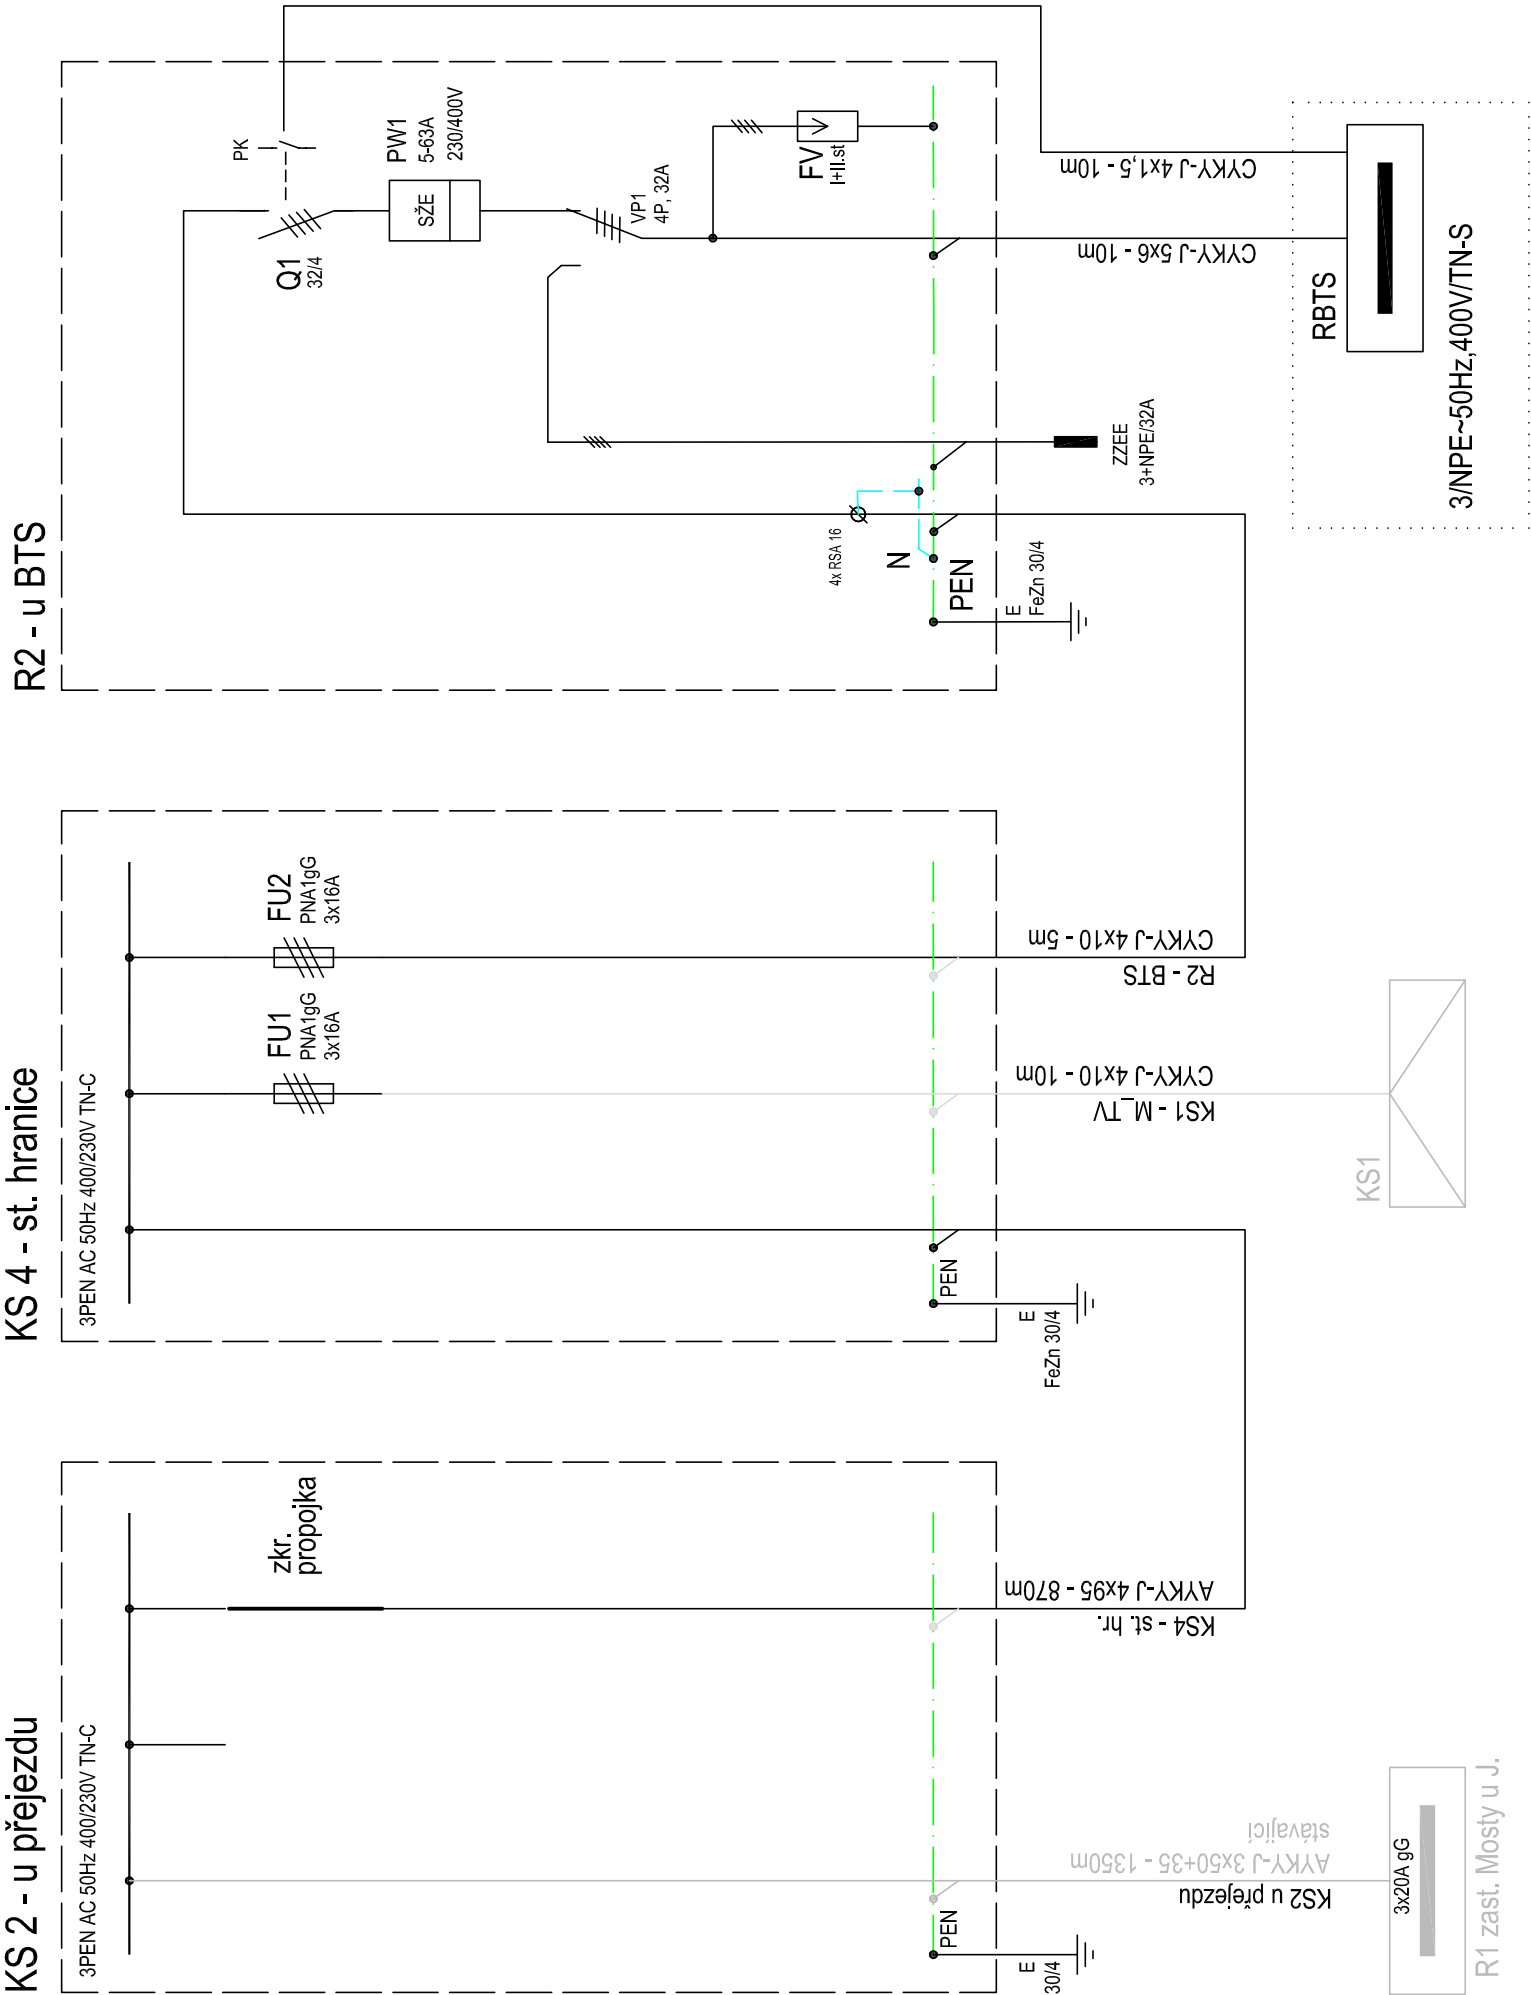 KS 2 - u přejezdu
3PEN AC 50Hz 400/230V TN-C
zkr.
propojka
PEN
E
30/4
KS2 u přejezdu
AYKY-J 3x50+35 - 1350m
stávající
KS4 - st. hr.
AYKY-J 4x95 - 870m
3x20A gG
R1 zast. Mosty u J.
KS 4 - st. hranice
3PEN AC 50Hz 400/230V TN-C
FU1
PNA1gG
3x16A
FU2
PNA1gG
3x16A
PEN
E
FeZn 30/4
KS1 - M_TV
CYKY-J 4x10 - 10m
R2 - BTS
CYKY-J 4x10 - 5m
KS1
R2 - u BTS
PK
Q1
32/4
PW1
5-63A
230/400V
SŽE
VP1
4P, 32A
FV
I+II.st
4x RSA 16
N
PEN
E
FeZn 30/4
ZZEE
3+NPE/32A
CYKY-J 5x6 - 10m
CYKY-J 4x1,5 - 10m
RBTS
3/NPE~50Hz,400V/TN-S